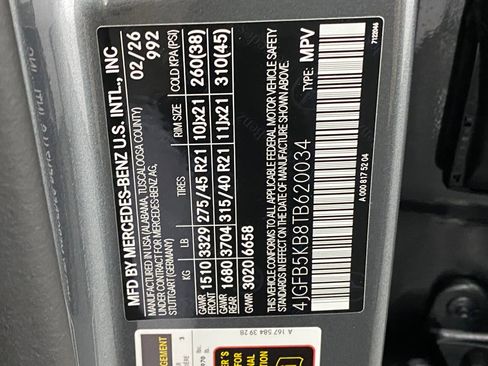 MFD BY MERCEDES-BENZ U.S. INTL., INC
MANUFACTURED IN USA (ALABAMA, TUSCALOOSA COUNTY)
UNDER CONTRACT FOR MERCEDES-BENZ AG,
STUTTGART (GERMANY)
02/26
992
KG LB TIRES RIM SIZE COLD KPA(PSI)
GAWR FRONT 1510 3329 275/45 R21 10Jx21 260(38)
GAWR REAR 1680 3704 315/40 R21 11Jx21 310(45)
GVWR 3020 6658
THIS VEHICLE CONFORMS TO ALL APPLICABLE FEDERAL MOTOR VEHICLE SAFETY
STANDARDS IN EFFECT ON THE DATE OF MANUFACTURE SHOWN ABOVE.
4JGFB5KB8TB620034 TYPE: MPV
A 000 817 52 04
7122046
A 167 584 39 28